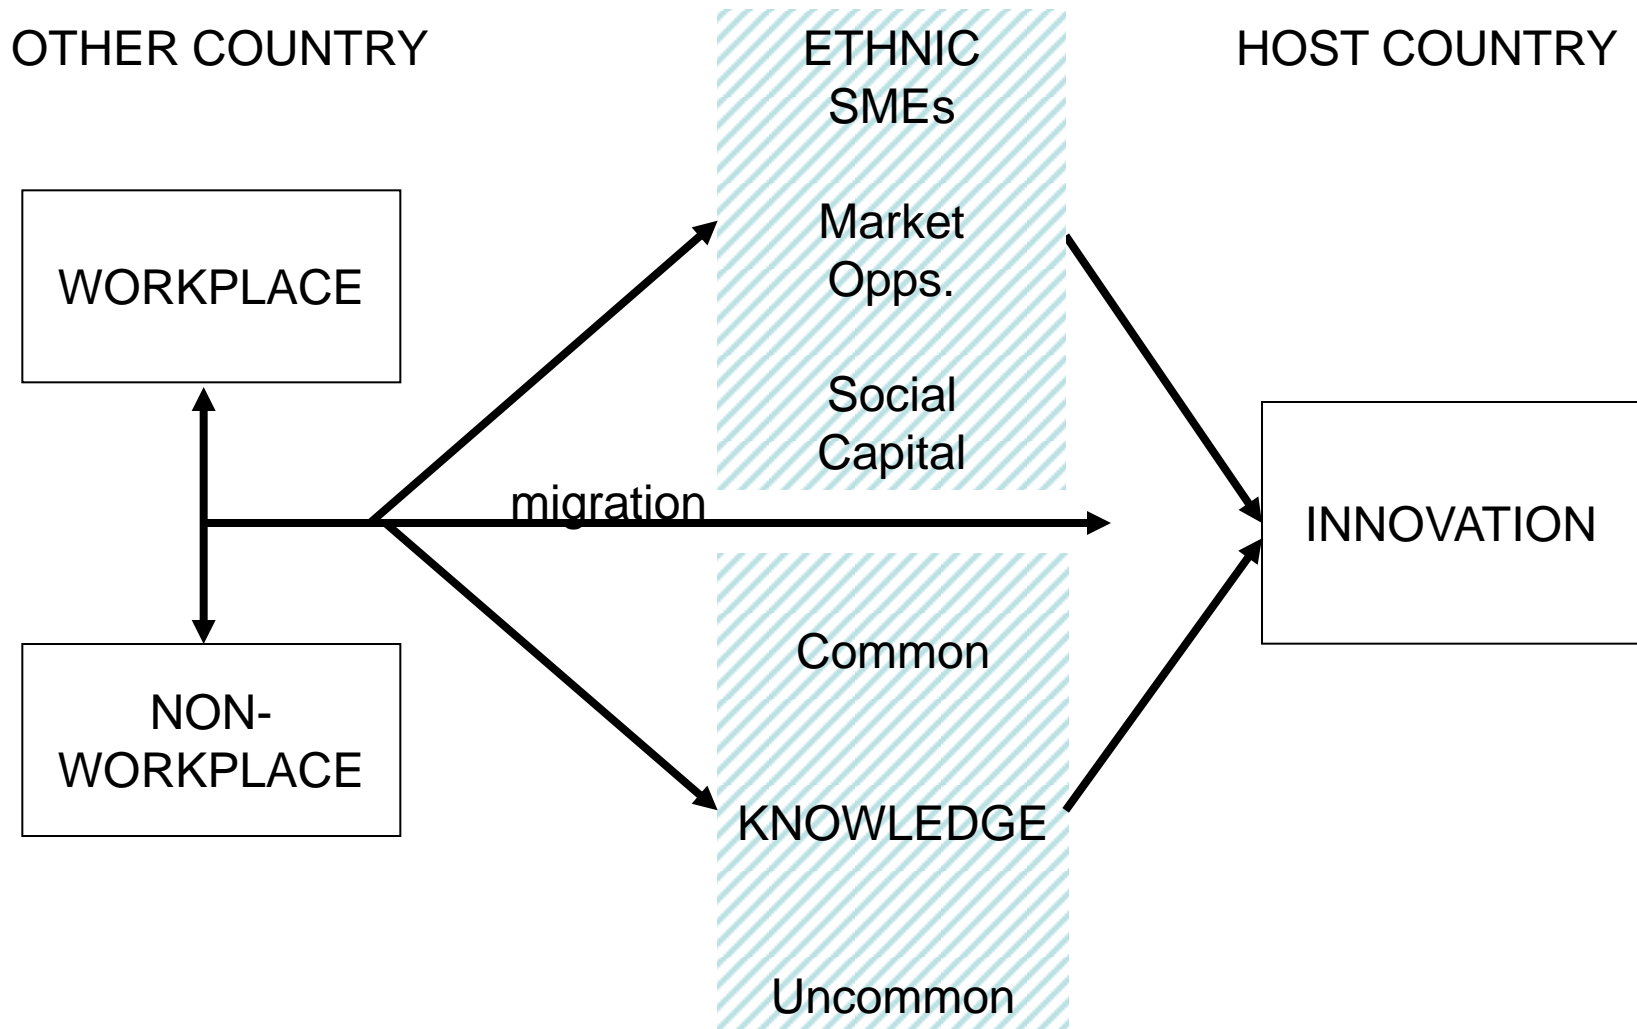 OTHER COUNTRY
ETHNIC
SMEs
HOST COUNTRY
Market
Opps.
WORKPLACE
Social
Capital
migration
INNOVATION
Common
NON-
WORKPLACE
KNOWLEDGE
Uncommon